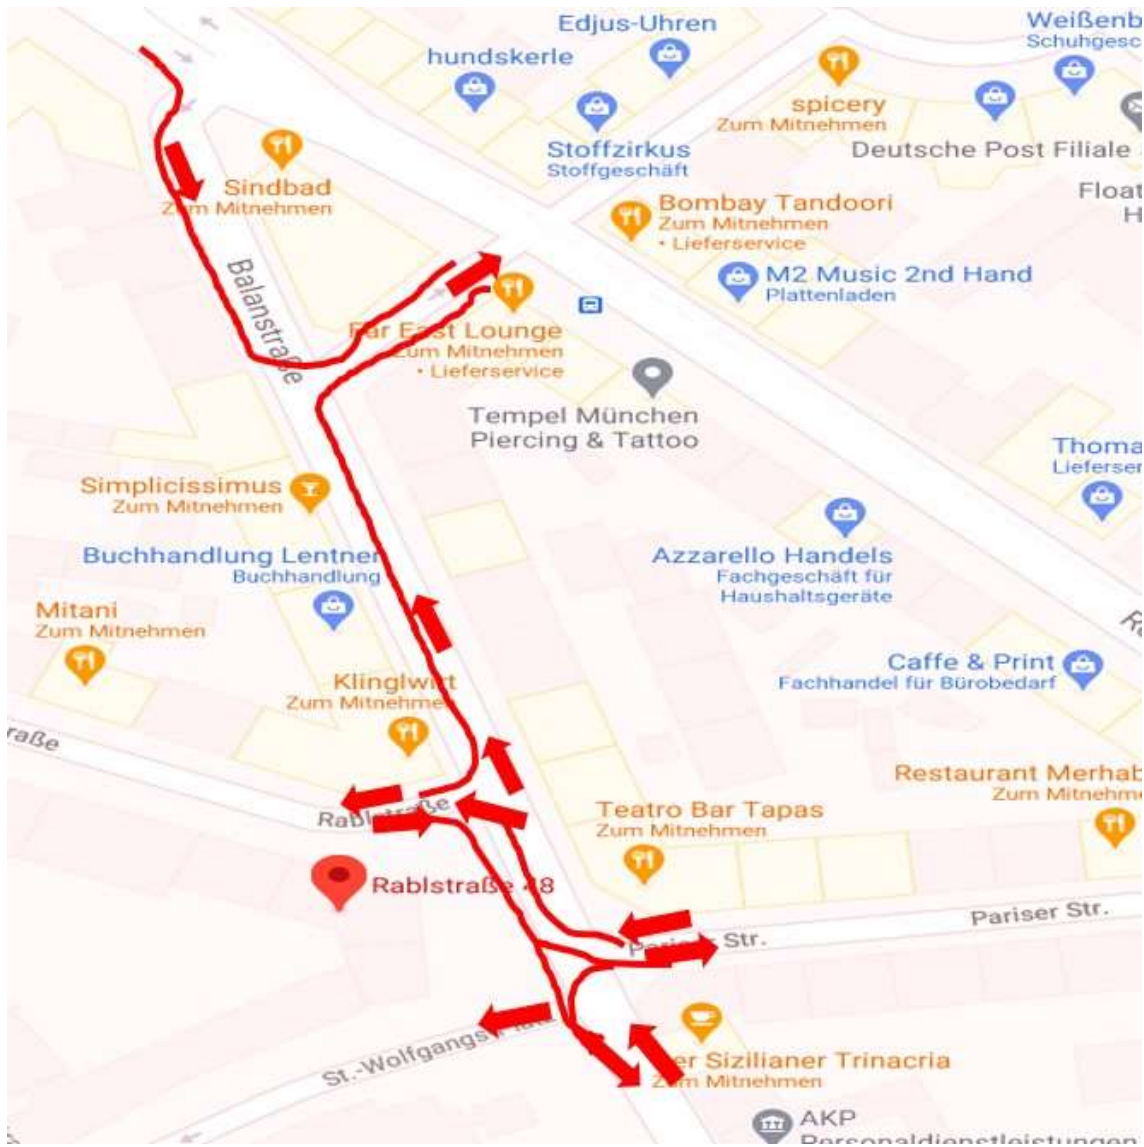 Edjus-Uhren
Weißenb
Schuhgesc
hundskerle
spicery
Zum Mitnehmen
Stoffzirkus
Stoffgeschäft
Deutsche Post Filiale
Sindbad
Zum Mitnehmen
Float
H
Bombay Tandoori
Zum Mitnehmen
• Lieferservice
M2 Music 2nd Hand
Plattenladen
Balanstraße
Far East Lounge
Zum Mitnehmen
• Lieferservice
Tempel München
Piercing & Tattoo
Thoma
Lieferser
Simplicissimus
Zum Mitnehmen
Buchhandlung Lentner
Buchhandlung
Azzarello Handels
Fachgeschäft für
Haushaltsgeräte
Mitani
Zum Mitnehmen
Caffe & Print
Fachhandel für Bürobedarf
Klinglwirt
Zum Mitnehmen
raße
Restaurant Merhab
Zum Mitnehme
Rablstraße
Teatro Bar Tapas
Zum Mitnehmen
Rablstraße 48
Pariser Str.
Pariser Str.
St.-Wolfgangs-Platz
er Sizilianer Trinacria
Zum Mitnehmen
AKP
Personaldienstleistungen